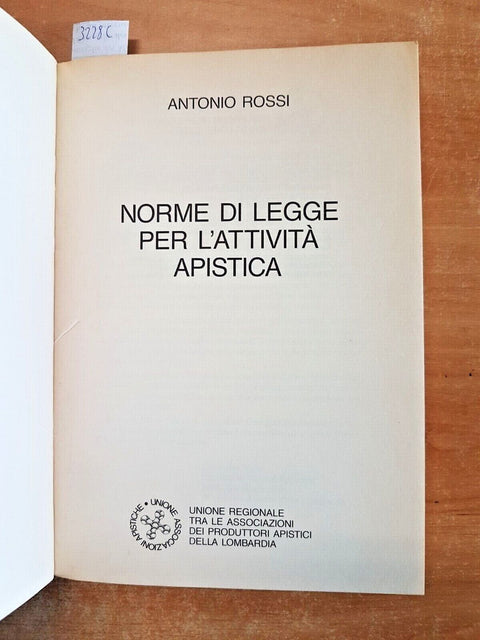 3228C
ANTONIO ROSSI
NORME DI LEGGE
PER L'ATTIVITÀ
APISTICA
UNIONE ASSOCIAZIONI APISTICHE •
UNIONE REGIONALE
TRA LE ASSOCIAZIONI
DEI PRODUTTORI APISTICI
DELLA LOMBARDIA